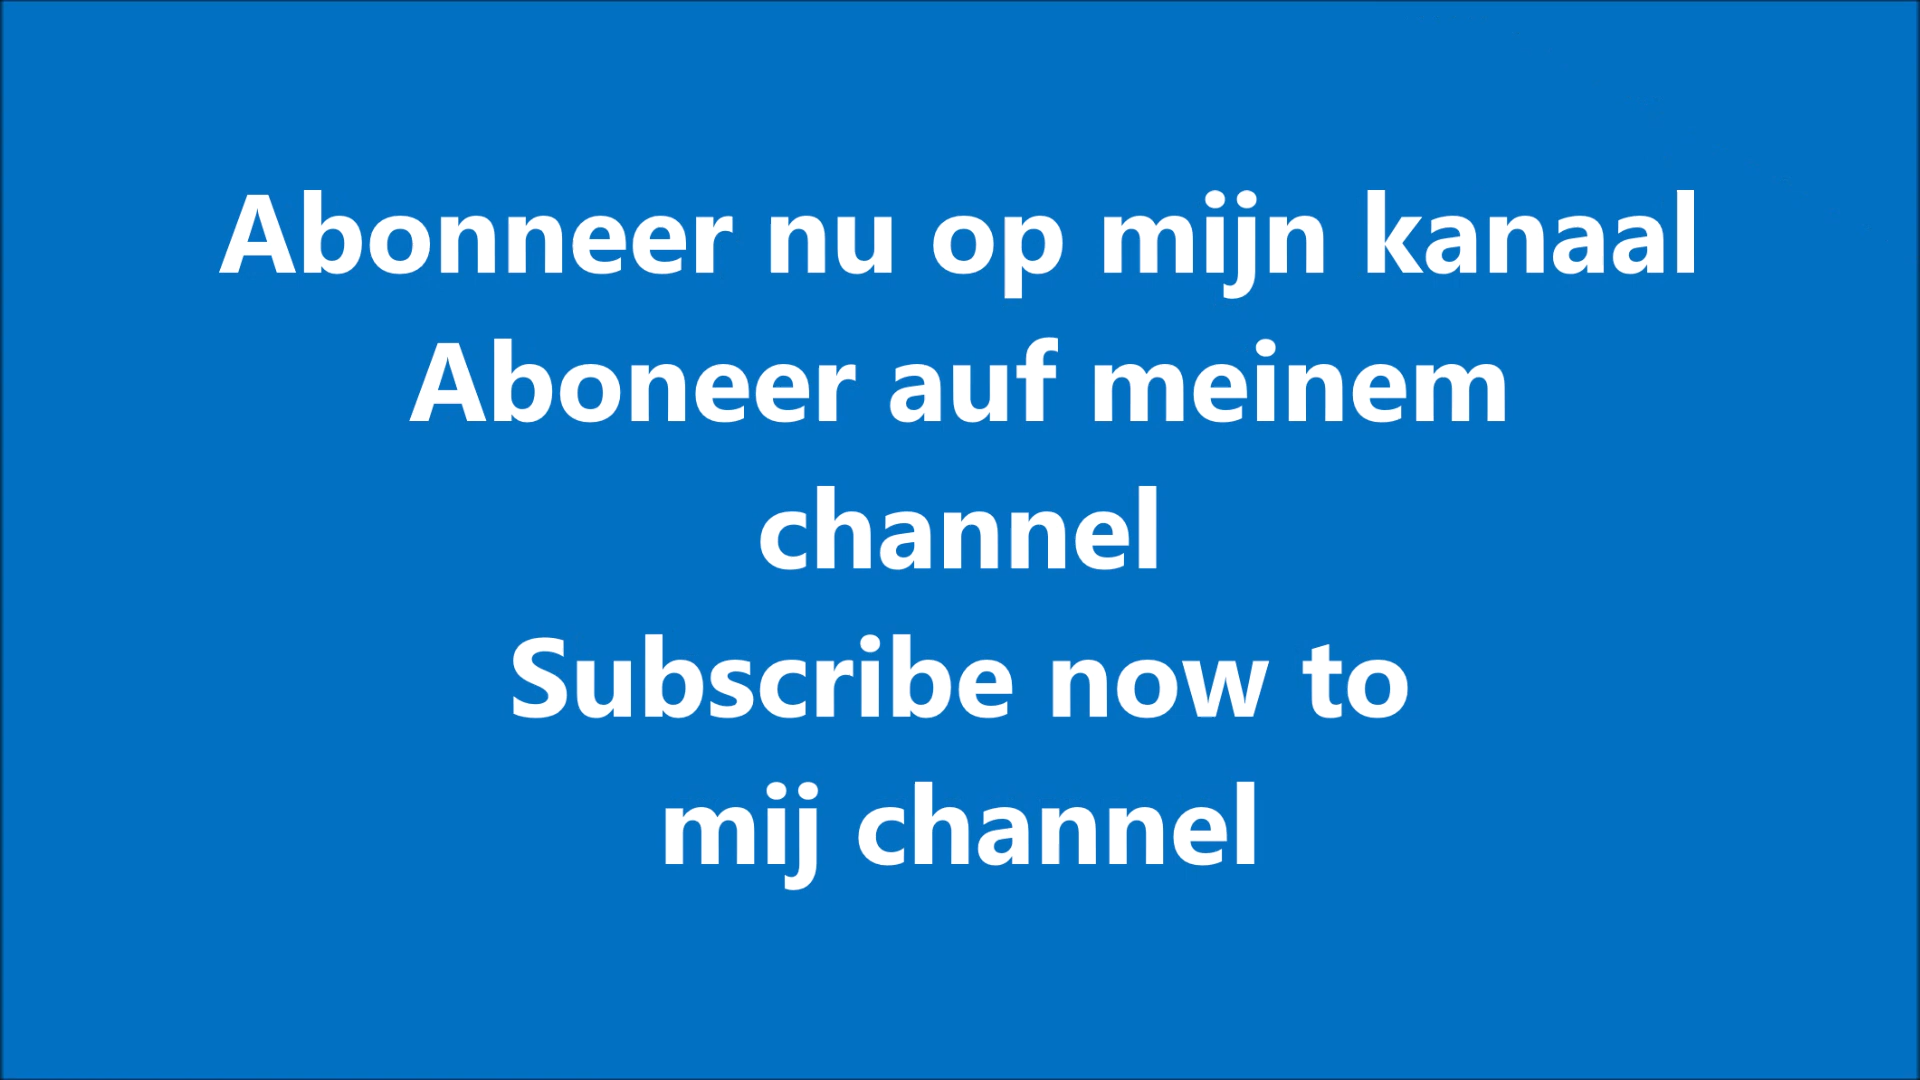 Abonneer nu op mijn kanaal
Aboneer auf meinem
channel
Subscribe now to
mij channel